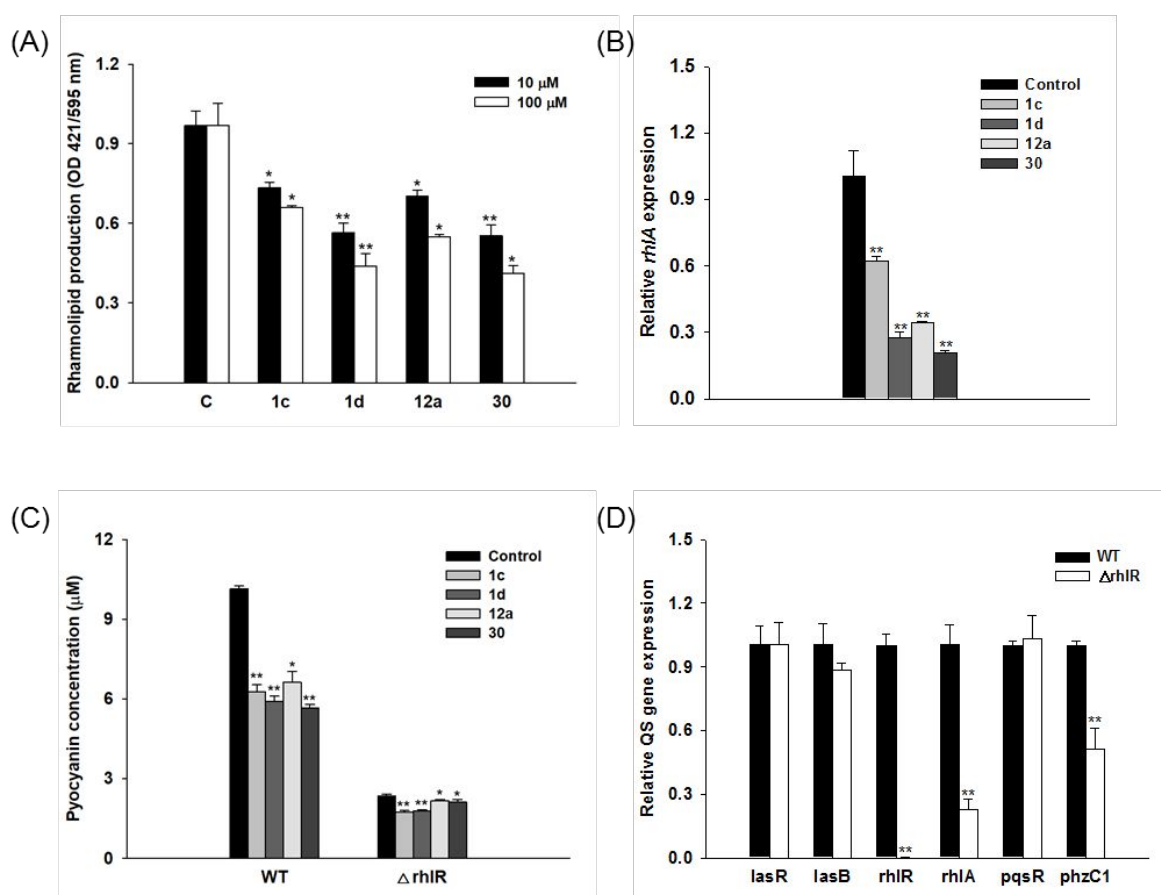 (A)
Rhamnolipid production (OD 421/595 nm)
1.2
0.9
0.6
0.3
0.0
10 μM
100 μM
*
*
**
**
*
*
**
*
C 1c 1d 12a 30
(B)
Relative rhlA expression
1.5
1.2
0.9
0.6
0.3
0.0
Control
1c
1d
12a
30
**
**
**
**
(C)
Pyocyanin concentration (μM)
12
9
6
3
0
Control
1c
1d
12a
30
**
**
*
**
**
**
*
*
WT Δ rhlR
(D)
Relative QS gene expression
1.5
1.2
0.9
0.6
0.3
0.0
WT
ΔrhlR
**
**
**
lasR lasB rhlR rhlA pqsR phzC1